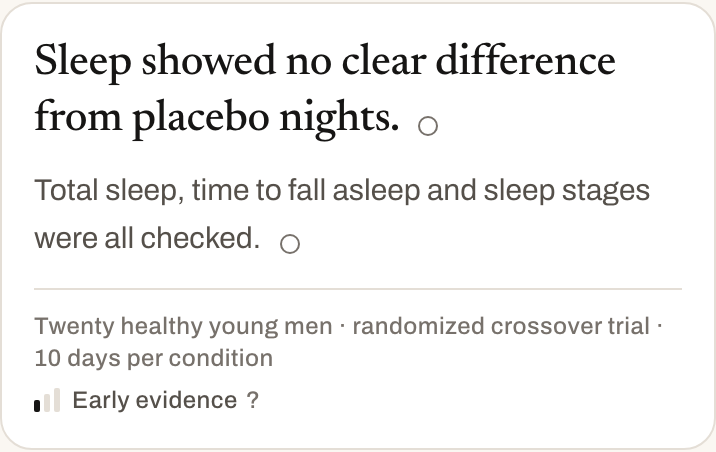 Sleep showed no clear difference
from placebo nights.
Total sleep, time to fall asleep and sleep stages
were all checked.
Twenty healthy young men · randomized crossover trial ·
10 days per condition
Early evidence ?